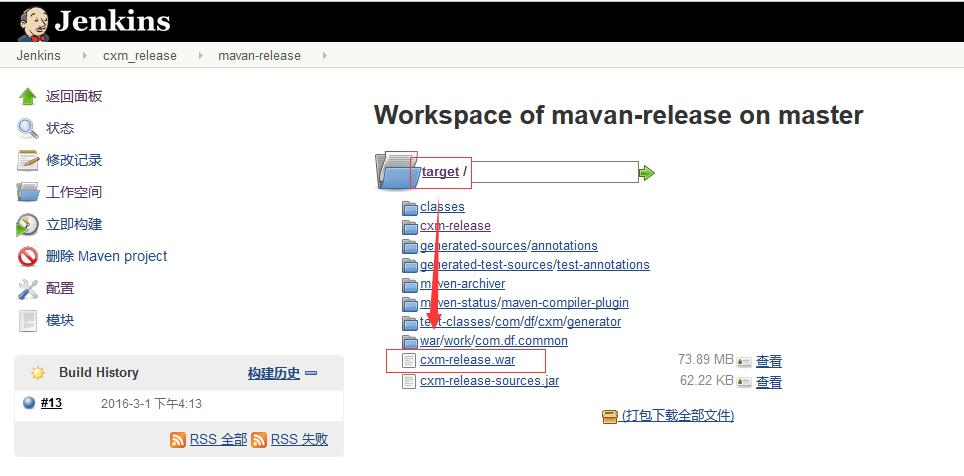 Jenkins
Jenkins cxm_release mavan-release
返回面板
状态
修改记录
工作空间
立即构建
删除 Maven project
配置
模块
Build History 构建历史
#13 2016-3-1 下午4:13
RSS 全部 RSS 失败
Workspace of mavan-release on master
target /
classes
cxm-release
generated-sources/annotations
generated-test-sources/test-annotations
maven-archiver
maven-status/maven-compiler-plugin
test-classes/com/df/cxm/generator
war/work/com.df.common
cxm-release.war 73.89 MB 查看
cxm-release-sources.jar 62.22 KB 查看
(打包下载全部文件)